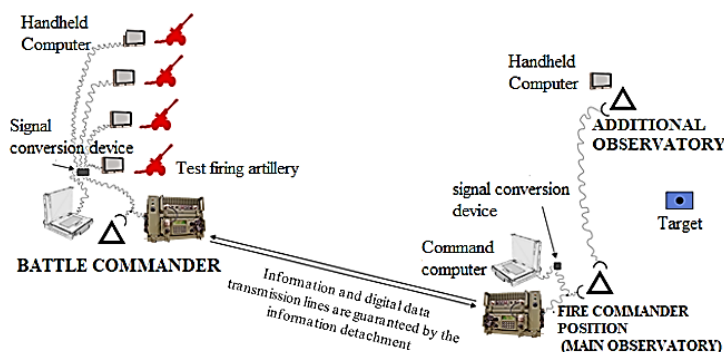 Handheld
Computer
Signal
conversion device
Test firing artillery
BATTLE COMMANDER
Information and digital data
transmission lines are guaranteed by the
information detachment
Handheld
Computer
ADDITIONAL
OBSERVATORY
signal conversion
device
Target
Command
computer
FIRE COMMANDER
POSITION
(MAIN OBSERVATORY)